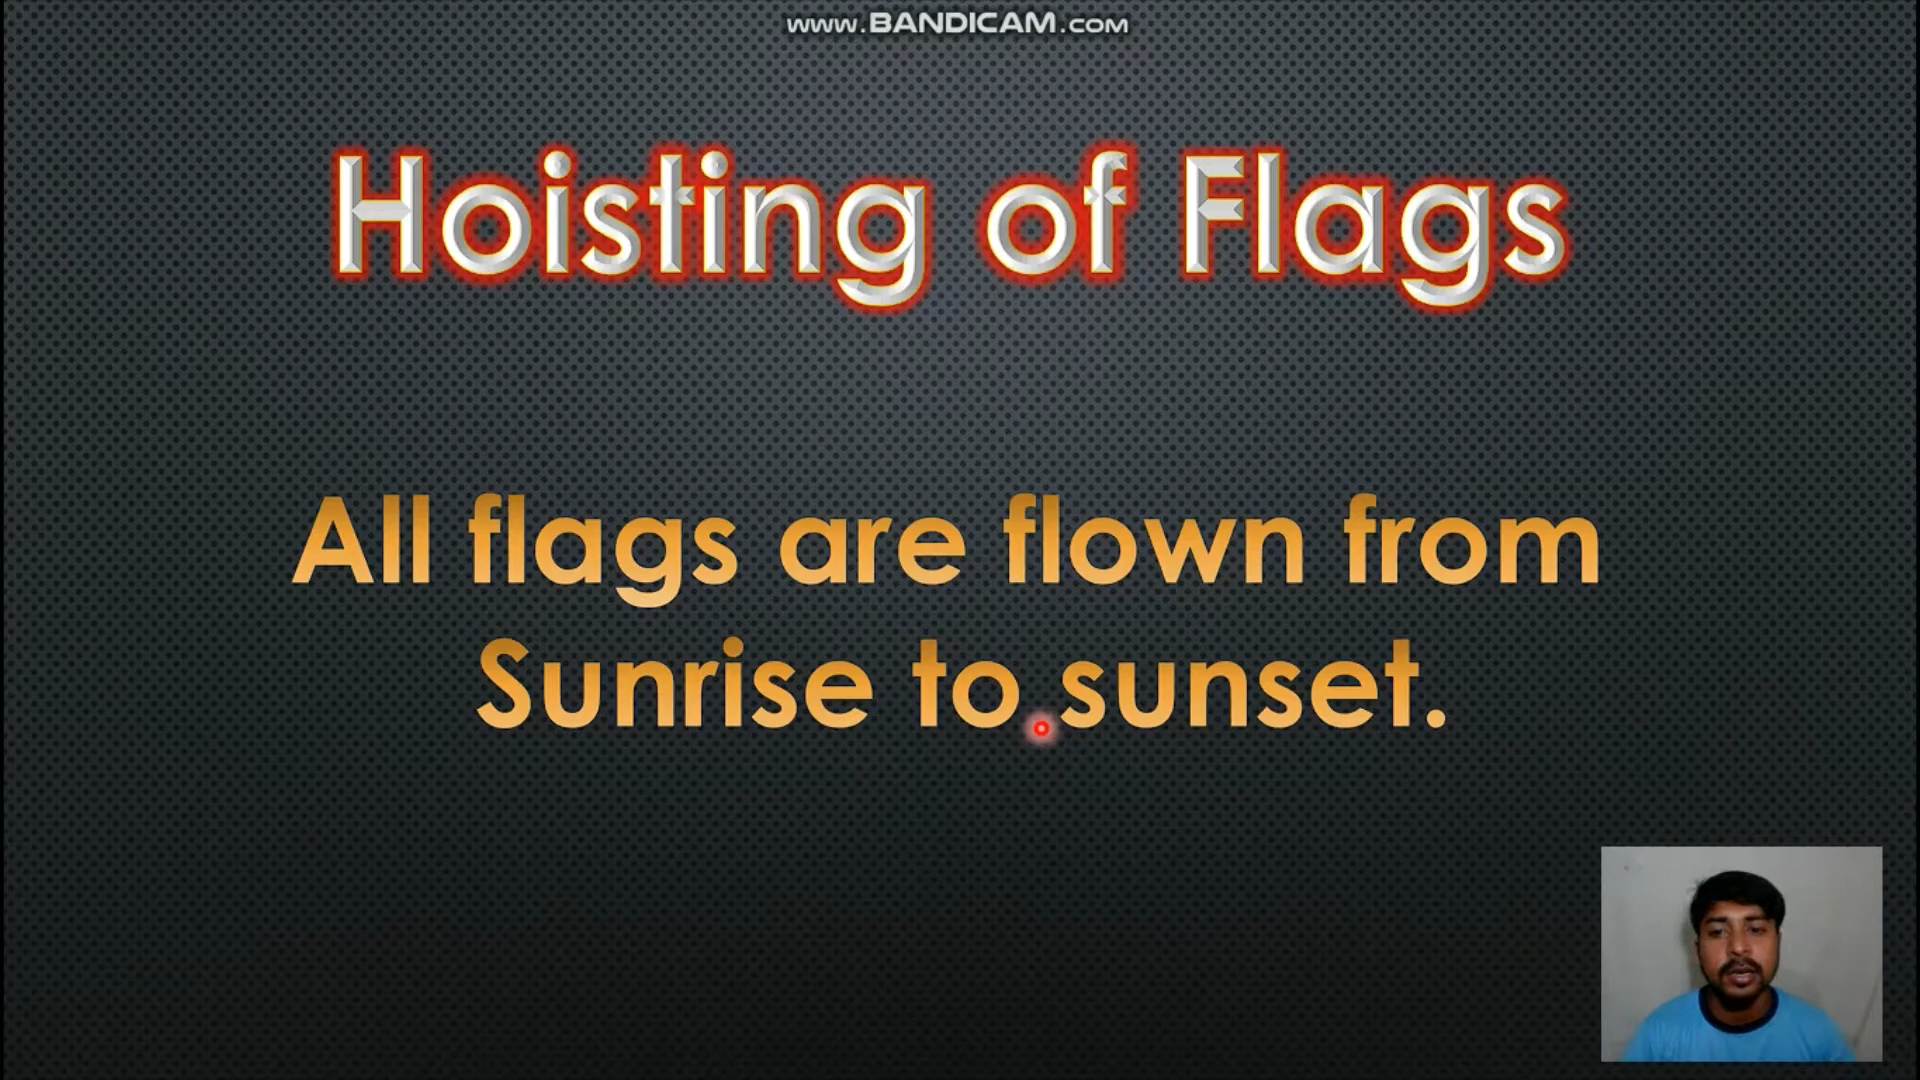 www.BANDICAM.com
Hoisting of Flags
All flags are flown from
Sunrise to sunset.